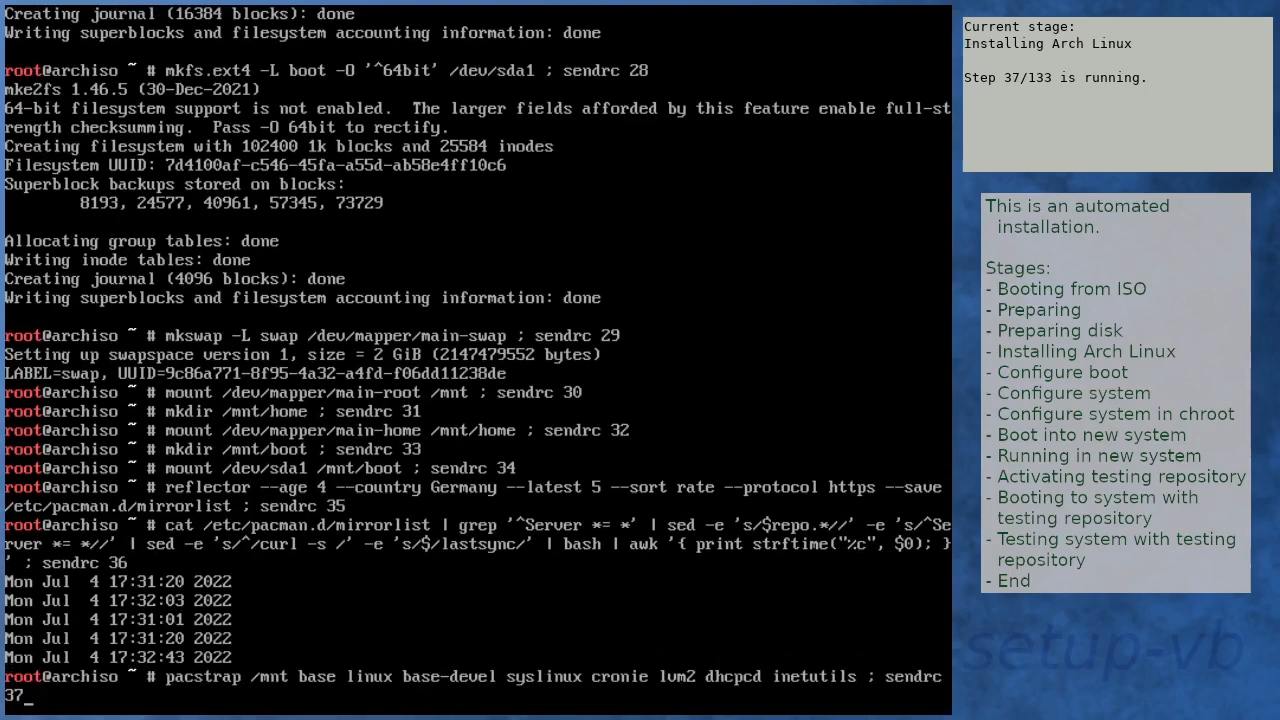 Creating journal (16384 blocks): done
Writing superblocks and filesystem accounting information: done
root@archiso ~ # mkfs.ext4 -L boot -O '^64bit' /dev/sda1 ; sendrc 28
mke2fs 1.46.5 (30-Dec-2021)
64-bit filesystem support is not enabled.  The larger fields afforded by this feature enable full-st
rength checksumming.  Pass -O 64bit to rectify.
Creating filesystem with 102400 1k blocks and 25584 inodes
Filesystem UUID: 7d4100af-c546-45fa-a55d-ab58e4ff10c6
Superblock backups stored on blocks:
        8193, 24577, 40961, 57345, 73729
Allocating group tables: done
Writing inode tables: done
Creating journal (4096 blocks): done
Writing superblocks and filesystem accounting information: done
root@archiso ~ # mkswap -L swap /dev/mapper/main-swap ; sendrc 29
Setting up swapspace version 1, size = 2 GiB (2147479552 bytes)
LABEL=swap, UUID=9c86a771-8f95-4a32-a4fd-f06dd11238de
root@archiso ~ # mount /dev/mapper/main-root /mnt ; sendrc 30
root@archiso ~ # mkdir /mnt/home ; sendrc 31
root@archiso ~ # mount /dev/mapper/main-home /mnt/home ; sendrc 32
root@archiso ~ # mkdir /mnt/boot ; sendrc 33
root@archiso ~ # mount /dev/sda1 /mnt/boot ; sendrc 34
root@archiso ~ # reflector --age 4 --country Germany --latest 5 --sort rate --protocol https --save
/etc/pacman.d/mirrorlist ; sendrc 35
root@archiso ~ # cat /etc/pacman.d/mirrorlist | grep '^Server *= *' | sed -e 's/$repo.*//' -e 's/^Se
rver *= *//' | sed -e 's/^/curl -s /' -e 's/$/lastsync/' | bash | awk '{ print strftime("%c", $0); }
' ; sendrc 36
Mon Jul  4 17:31:20 2022
Mon Jul  4 17:32:03 2022
Mon Jul  4 17:31:01 2022
Mon Jul  4 17:31:20 2022
Mon Jul  4 17:32:43 2022
root@archiso ~ # pacstrap /mnt base linux base-devel syslinux cronie lvm2 dhcpcd inetutils ; sendrc
37_
Current stage:
Installing Arch Linux
Step 37/133 is running.
This is an automated
installation.
Stages:
- Booting from ISO
- Preparing
- Preparing disk
- Installing Arch Linux
- Configure boot
- Configure system
- Configure system in chroot
- Boot into new system
- Running in new system
- Activating testing repository
- Booting to system with
testing repository
- Testing system with testing
repository
- End
-setup-vb